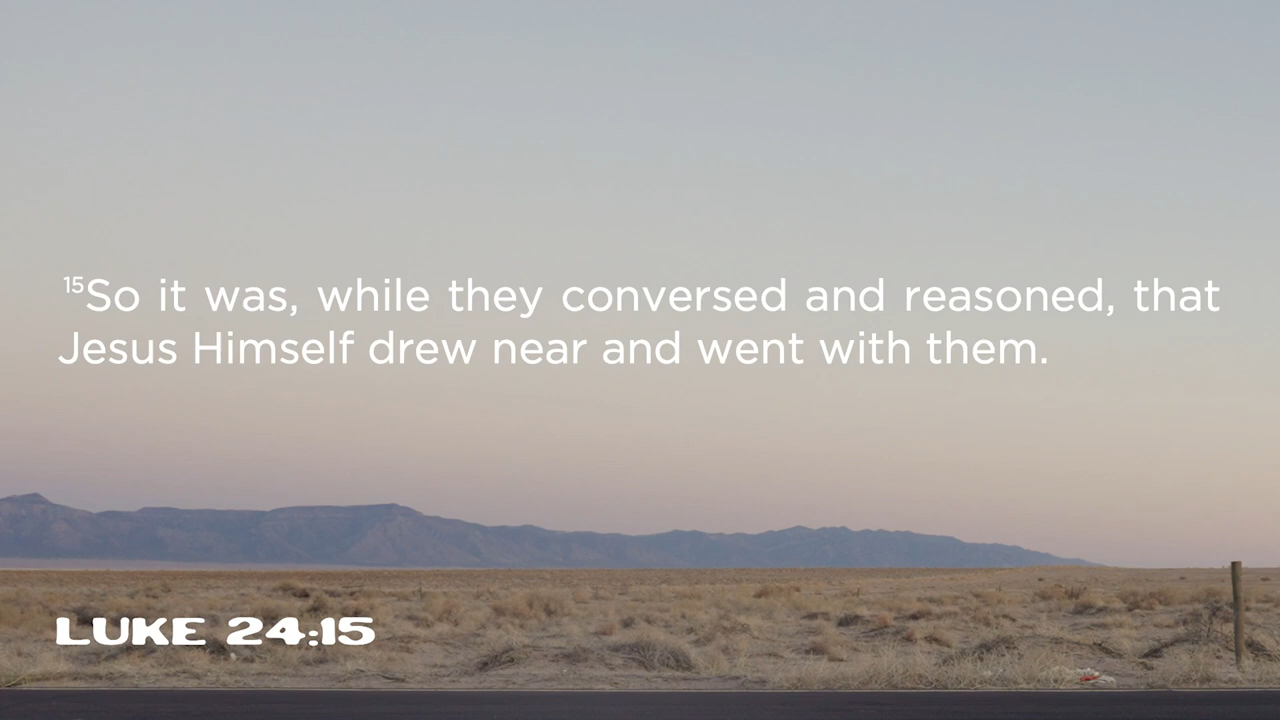 15So it was, while they conversed and reasoned, that
Jesus Himself drew near and went with them.
LUKE 24:15